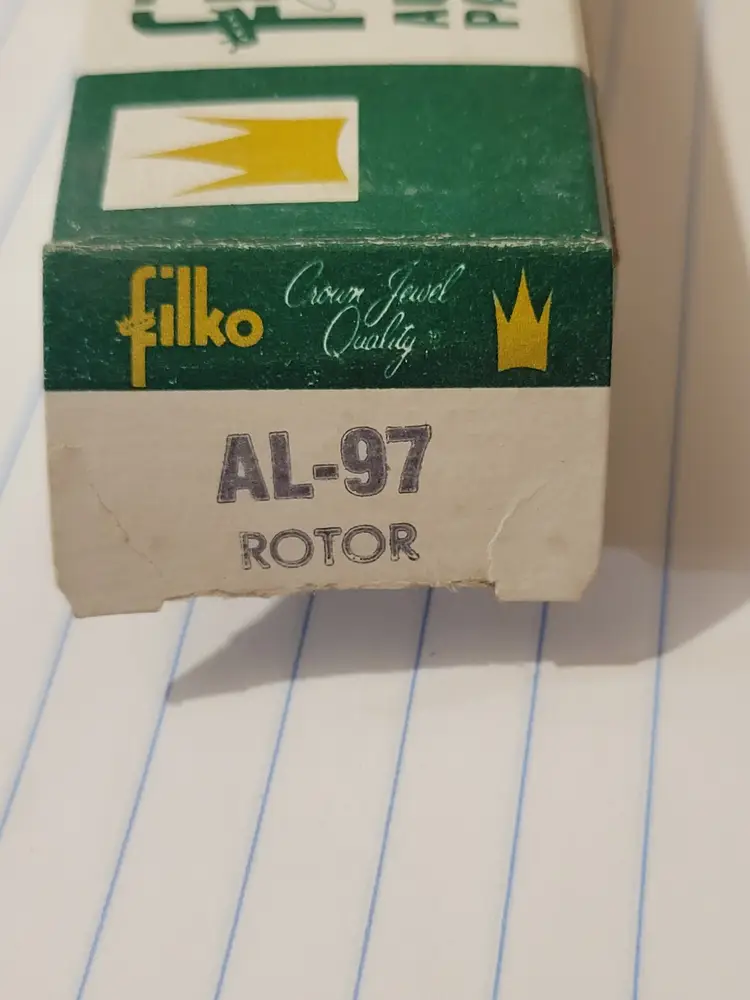 filko Crown Jewel
Quality
AL-97
ROTOR